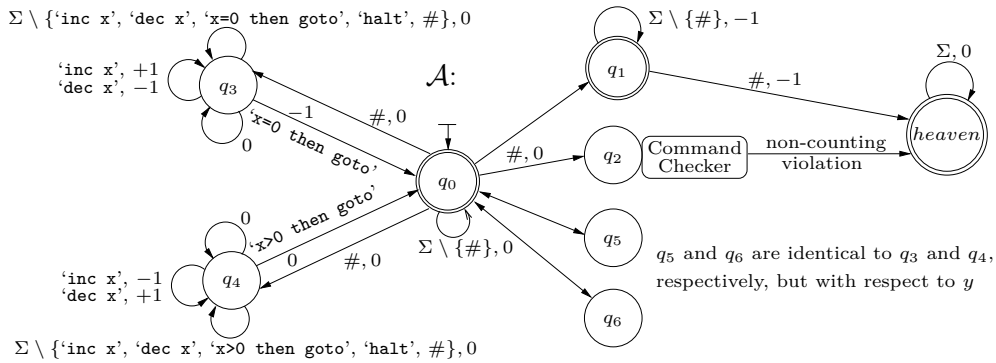 Σ \ {‘inc x’, ‘dec x’, ‘x=0 then goto’, ‘halt’, #}, 0
‘inc x’, +1
‘dec x’, −1
q3
0
−1
‘x=0 then goto’
#, 0
𝒜:
Σ \ {#}, −1
q1
#, −1
Σ, 0
heaven
q0
Σ \ {#}, 0
#, 0
q2
Command
Checker
non-counting
violation
0
‘x>0 then goto’
0
#, 0
‘inc x’, −1
‘dec x’, +1
q4
Σ \ {‘inc x’, ‘dec x’, ‘x>0 then goto’, ‘halt’, #}, 0
q5
q6
q5 and q6 are identical to q3 and q4,
respectively, but with respect to y